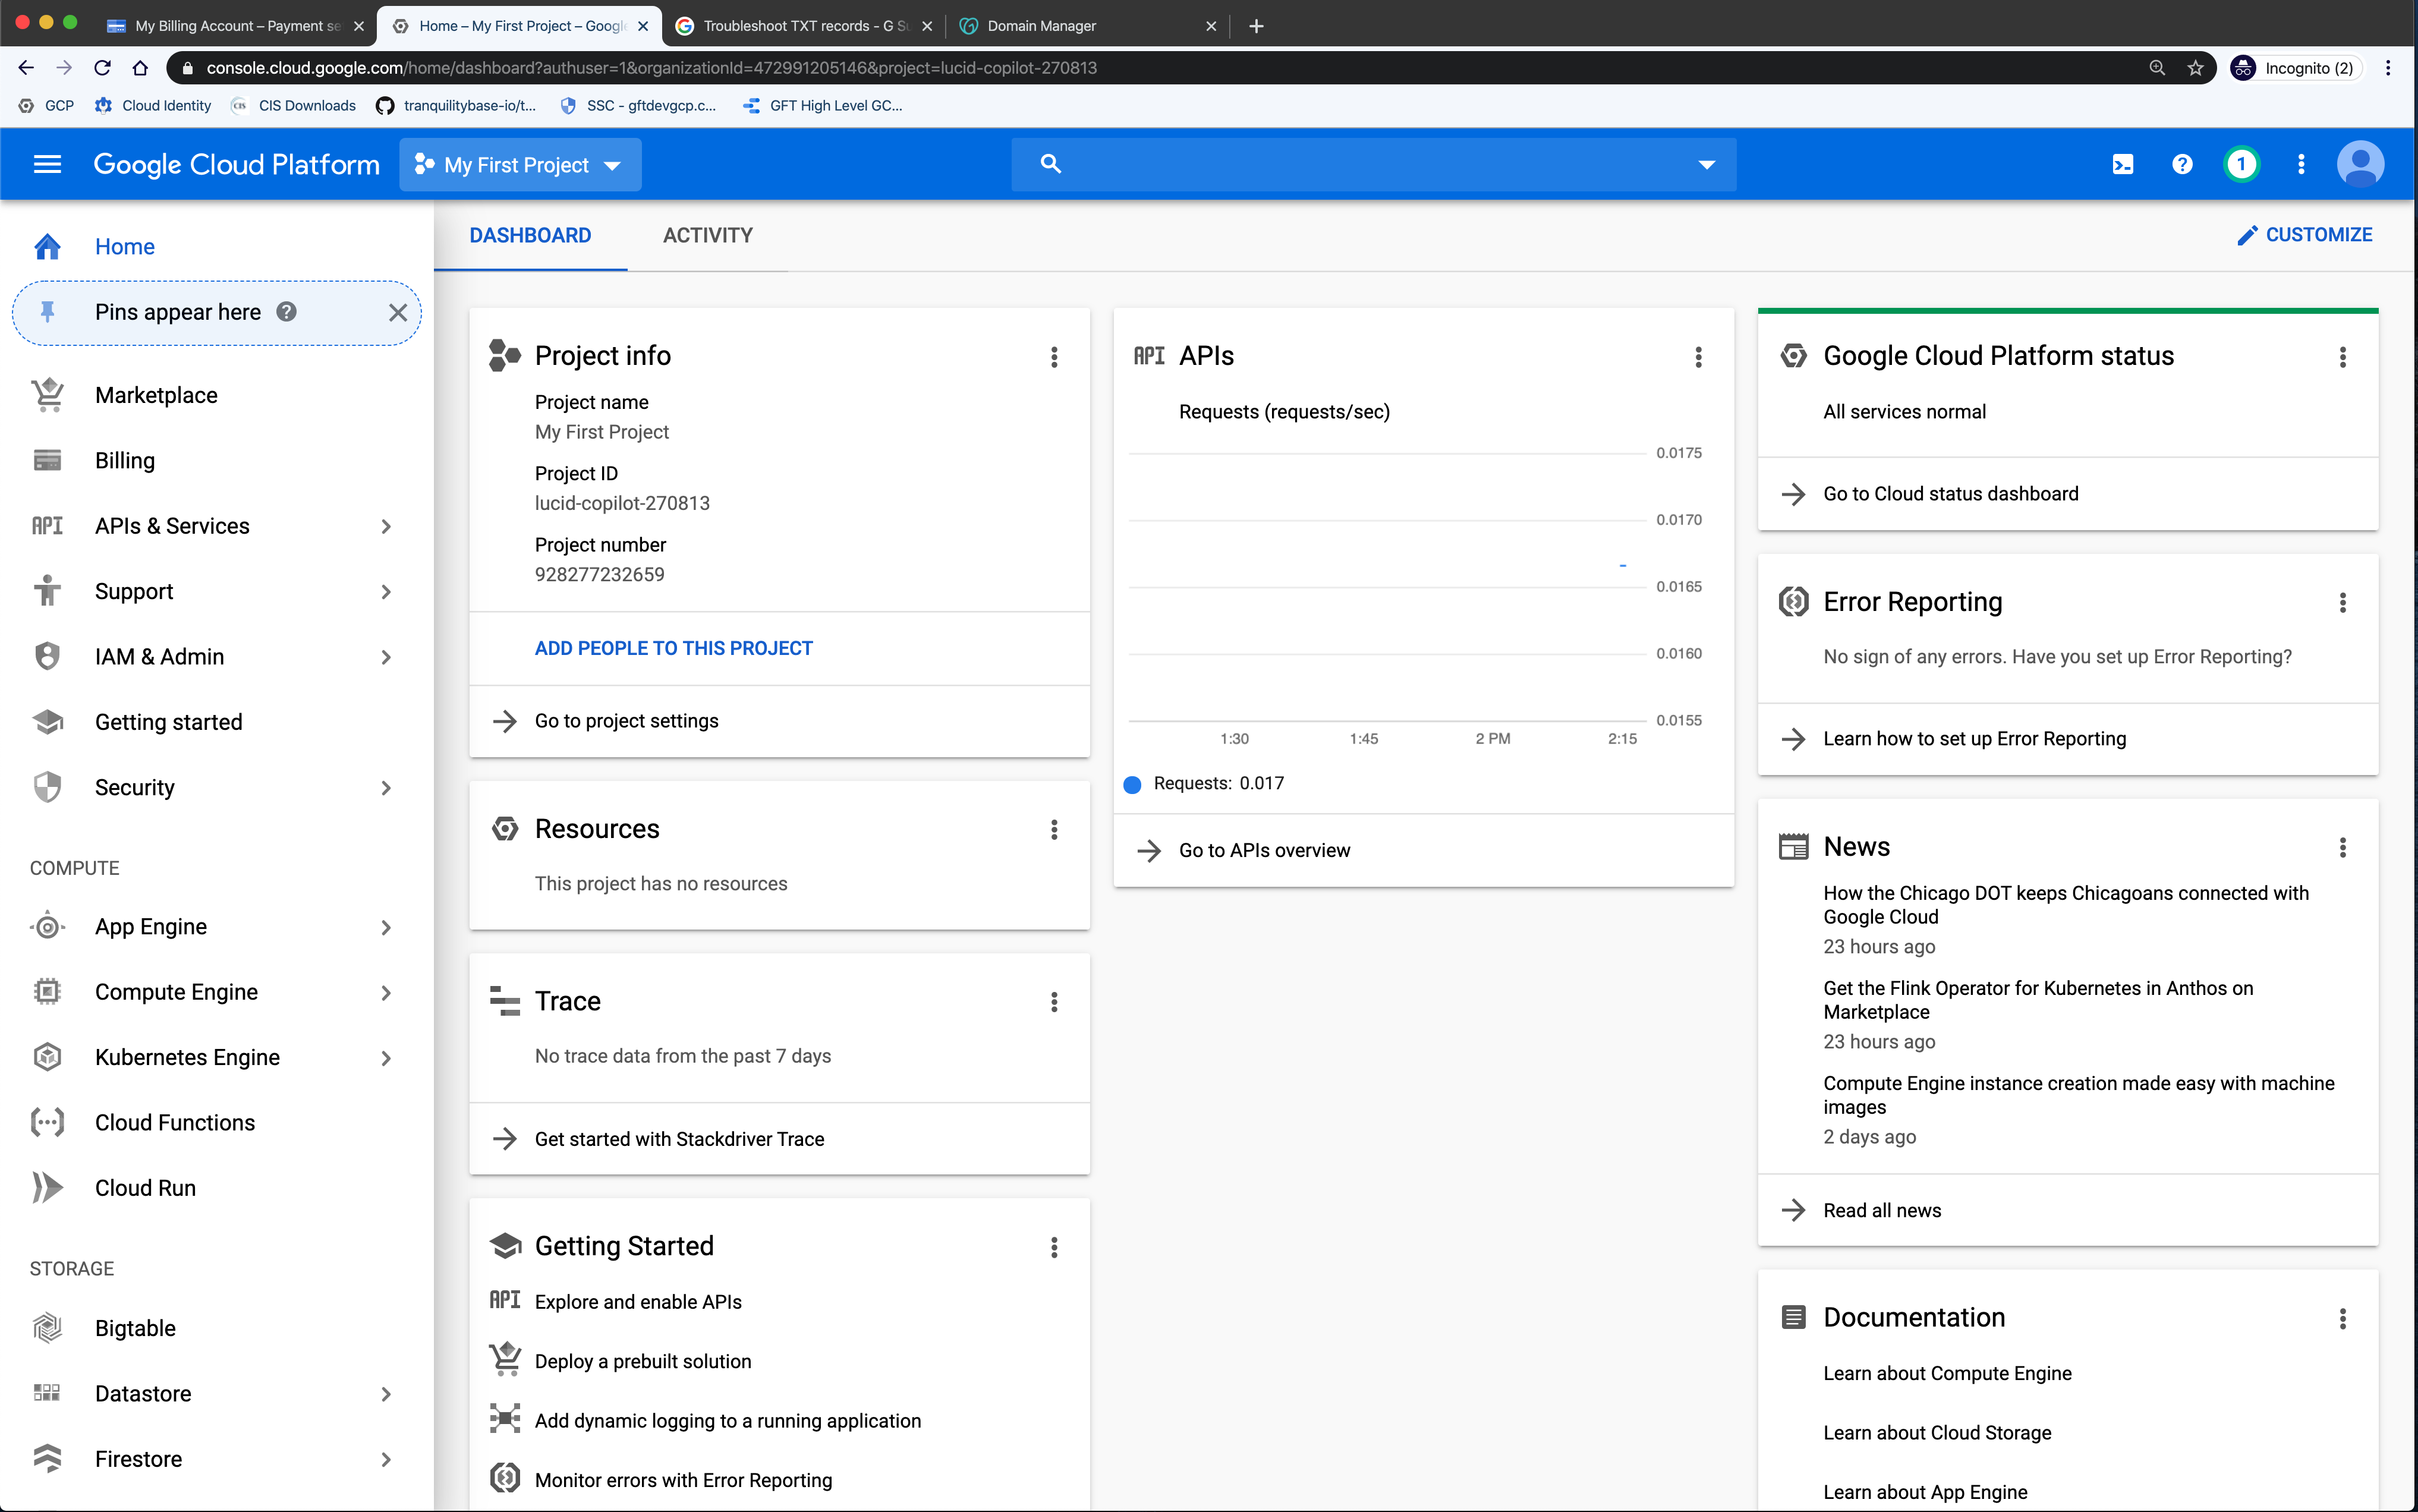 My Billing Account – Payment se
Home – My First Project – Google
Troubleshoot TXT records - G Su
Domain Manager
console.cloud.google.com/home/dashboard?authuser=1&organizationId=472991205146&project=lucid-copilot-270813
Incognito (2)
GCP
Cloud Identity
CIS Downloads
tranquilitybase-io/t...
SSC - gftdevgcp.c...
GFT High Level GC...
Google Cloud Platform
My First Project
1
Home
Pins appear here
Marketplace
Billing
API APIs & Services
Support
IAM & Admin
Getting started
Security
COMPUTE
App Engine
Compute Engine
Kubernetes Engine
Cloud Functions
Cloud Run
STORAGE
Bigtable
Datastore
Firestore
DASHBOARD
ACTIVITY
CUSTOMIZE
Project info
Project name
My First Project
Project ID
lucid-copilot-270813
Project number
928277232659
ADD PEOPLE TO THIS PROJECT
Go to project settings
Resources
This project has no resources
Trace
No trace data from the past 7 days
Get started with Stackdriver Trace
Getting Started
API Explore and enable APIs
Deploy a prebuilt solution
Add dynamic logging to a running application
Monitor errors with Error Reporting
API APIs
Requests (requests/sec)
0.0175
0.0170
0.0165
0.0160
0.0155
1:30 1:45 2 PM 2:15
Requests: 0.017
Go to APIs overview
Google Cloud Platform status
All services normal
Go to Cloud status dashboard
Error Reporting
No sign of any errors. Have you set up Error Reporting?
Learn how to set up Error Reporting
News
How the Chicago DOT keeps Chicagoans connected with
Google Cloud
23 hours ago
Get the Flink Operator for Kubernetes in Anthos on
Marketplace
23 hours ago
Compute Engine instance creation made easy with machine
images
2 days ago
Read all news
Documentation
Learn about Compute Engine
Learn about Cloud Storage
Learn about App Engine